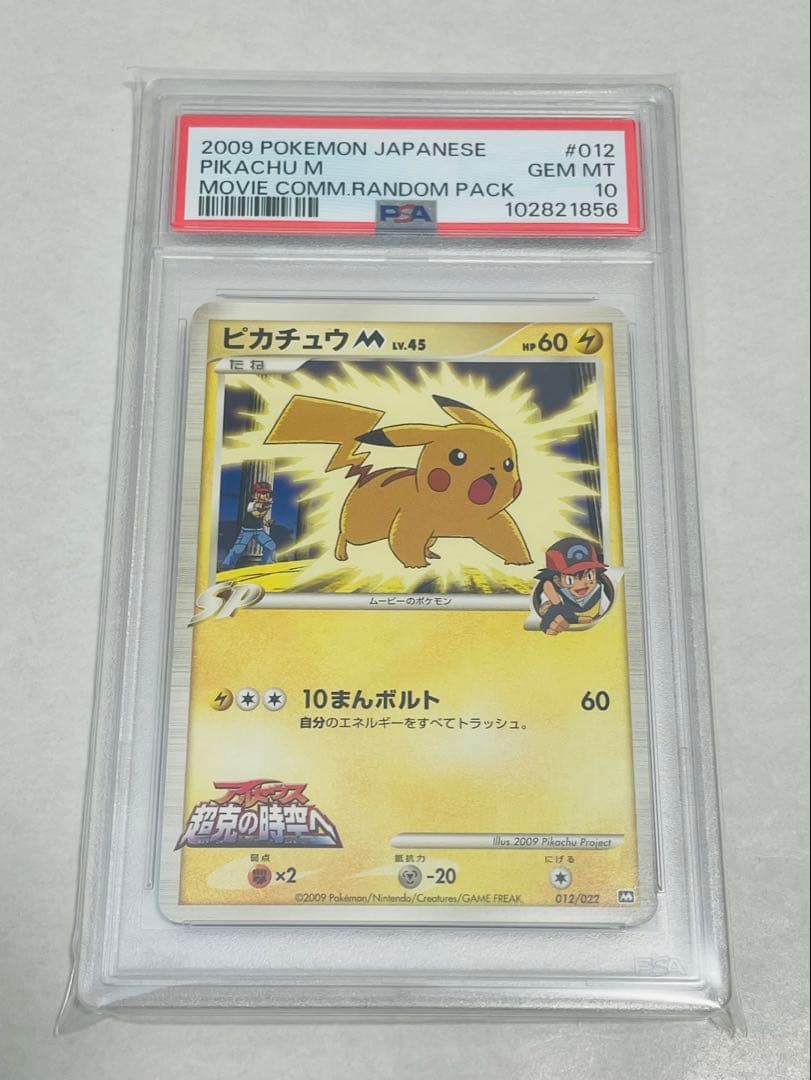 2009 POKEMON JAPANESE #012
PIKACHU M GEM MT
MOVIE COMM.RANDOM PACK 10
PSA 102821856
ピカチュウM LV.45 HP60
たね
SP
ムービーのポケモン
10まんボルト 60
自分のエネルギーをすべてトラッシュ。
アルセウス
超克の時空へ
Illus.2009 Pikachu Project
弱点 抵抗力 にげる
×2 -20
©2009 Pokémon/Nintendo/Creatures/GAME FREAK 012/022 M
PSA